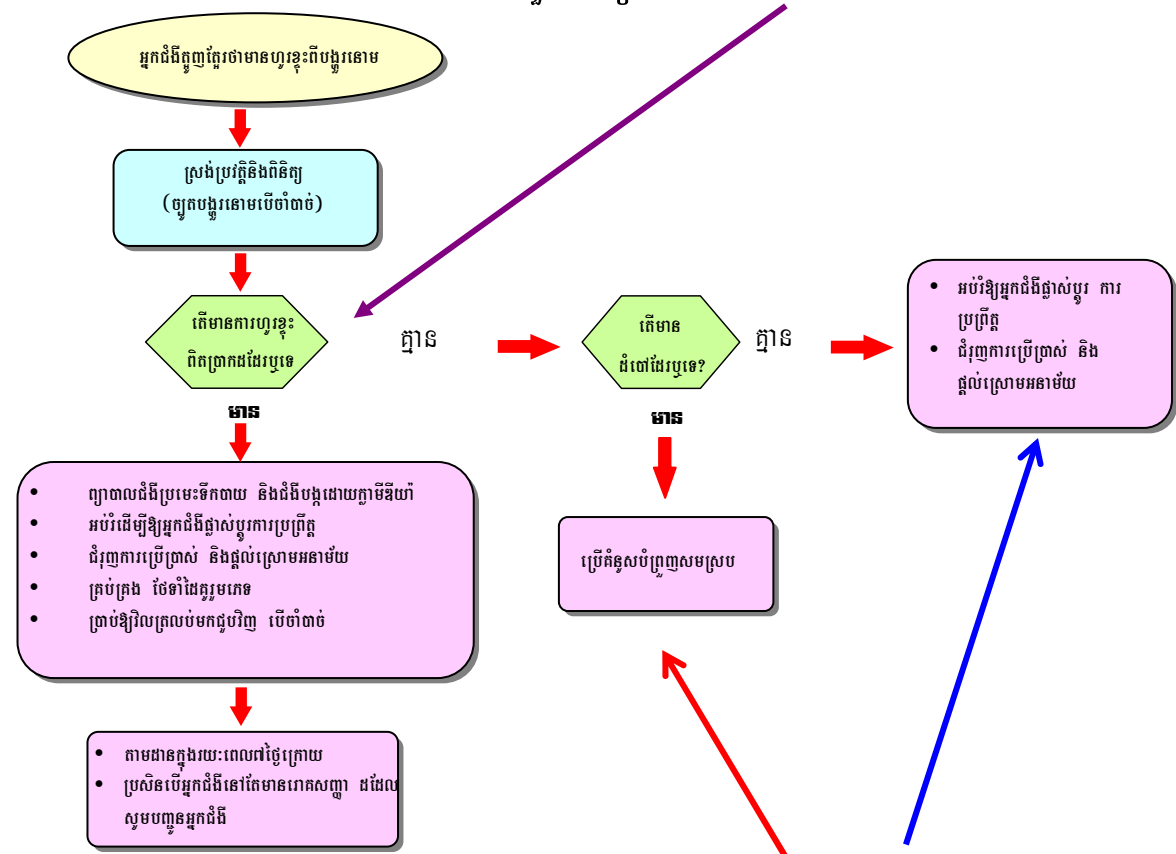 អ្នកជំងឺត្អូញត្អែរថាមានហូរខ្ទុះពីបង្ហួរនោម
ស្រង់ប្រវត្តិនិងពិនិត្យ
(ច្បូតបង្ហួរនោមបើចាំបាច់)
តើមានការហូរខ្ទុះ
ពិតប្រាកដដែរឬទេ
គ្មាន
តើមាន
ដំបៅដែរឬទេ?
គ្មាន
• អប់រំឱ្យអ្នកជំងឺផ្លាស់ប្តូរ ការ
ប្រព្រឹត្ត
• ជំរុញការប្រើប្រាស់ និង
ផ្តល់ស្រោមអនាម័យ
មាន
មាន
• ព្យាបាលជំងឺប្រមេះទឹកបាយ និងជំងឺបង្កដោយក្លាមីឌីយ៉ា
• អប់រំដើម្បីឱ្យអ្នកជំងឺផ្លាស់ប្តូរការប្រព្រឹត្ត
• ជំរុញការប្រើប្រាស់ និងផ្តល់ស្រោមអនាម័យ
• គ្រប់គ្រង ថែទាំដៃគូរួមភេទ
• ប្រាប់ឱ្យវិលត្រលប់មកជួបវិញ បើចាំបាច់
ប្រើគំនូសបំព្រួញសមស្រប
• តាមដានក្នុងរយៈពេល៧ថ្ងៃក្រោយ
• ប្រសិនបើអ្នកជំងឺនៅតែមានរោគសញ្ញា ដដែល
សូមបញ្ជូនអ្នកជំងឺ